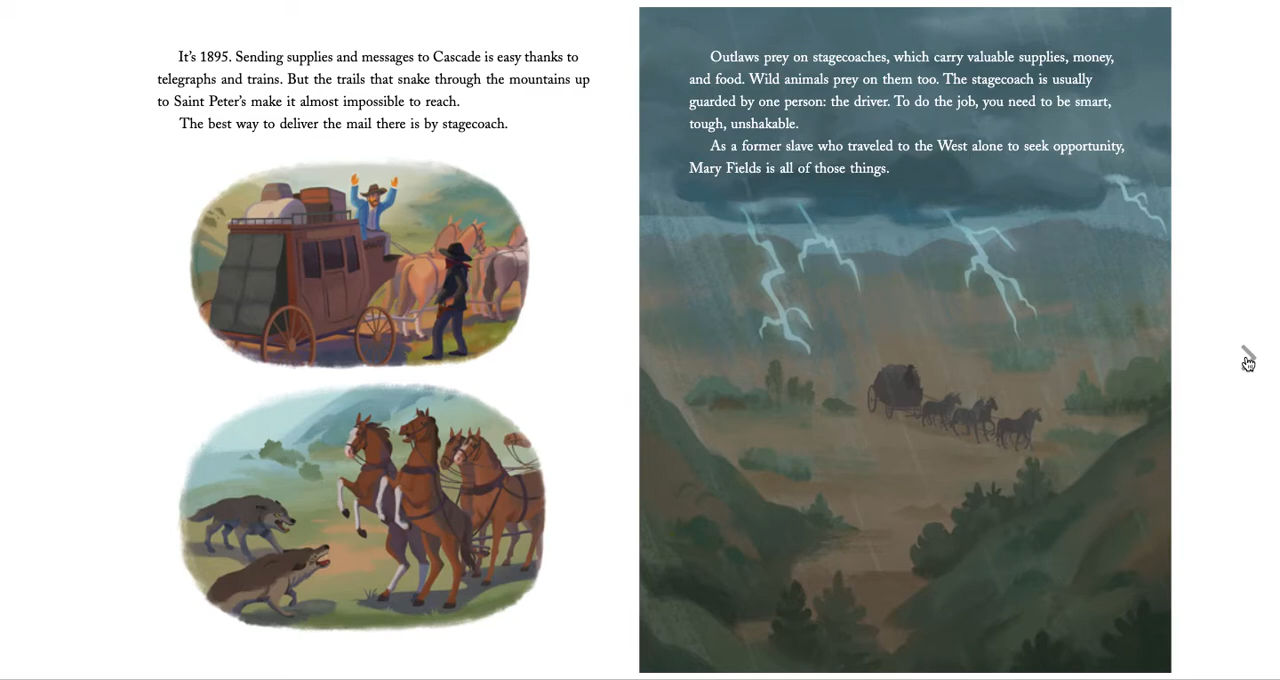 It’s 1895. Sending supplies and messages to Cascade is easy thanks to
telegraphs and trains. But the trails that snake through the mountains up
to Saint Peter’s make it almost impossible to reach.
The best way to deliver the mail there is by stagecoach.
Outlaws prey on stagecoaches, which carry valuable supplies, money,
and food. Wild animals prey on them too. The stagecoach is usually
guarded by one person: the driver. To do the job, you need to be smart,
tough, unshakable.
As a former slave who traveled to the West alone to seek opportunity,
Mary Fields is all of those things.